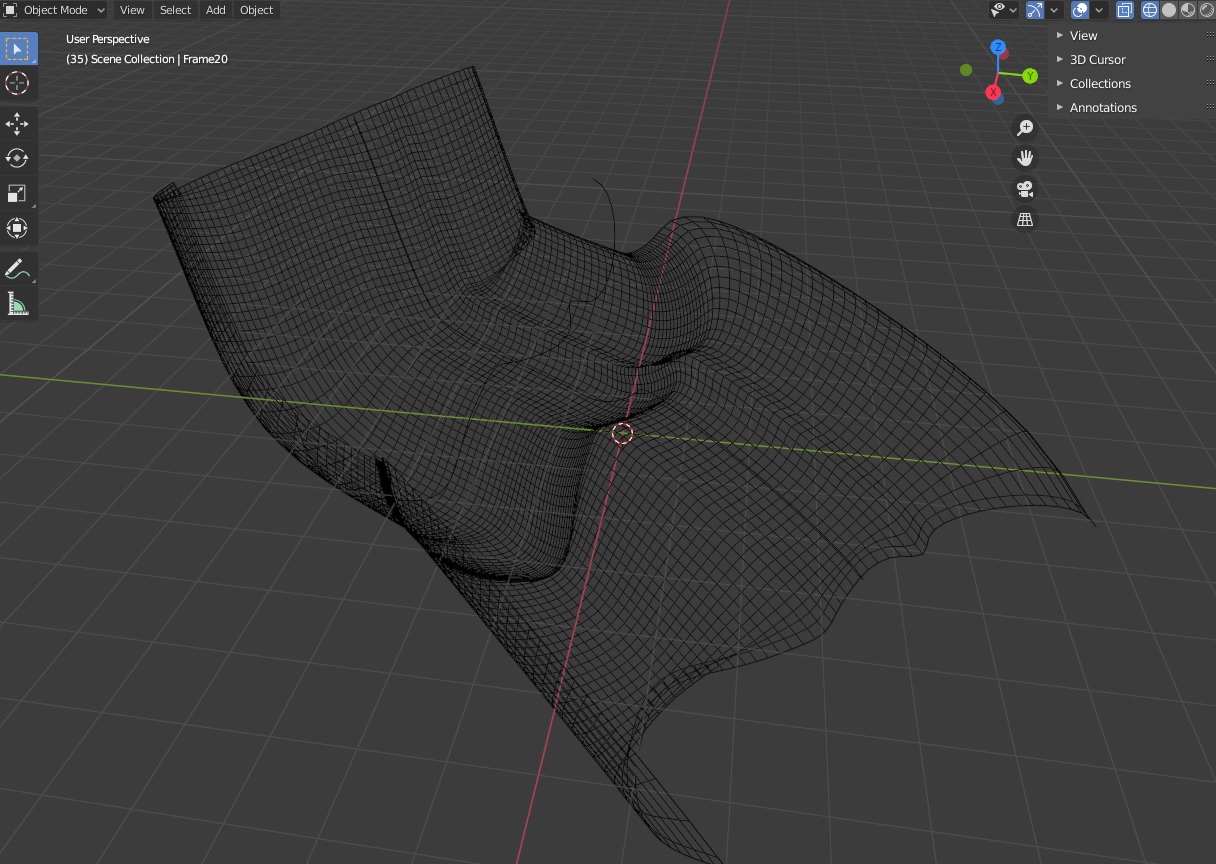 Object Mode View Select Add Object
User Perspective
(35) Scene Collection | Frame20
Z
Y
X
View
3D Cursor
Collections
Annotations